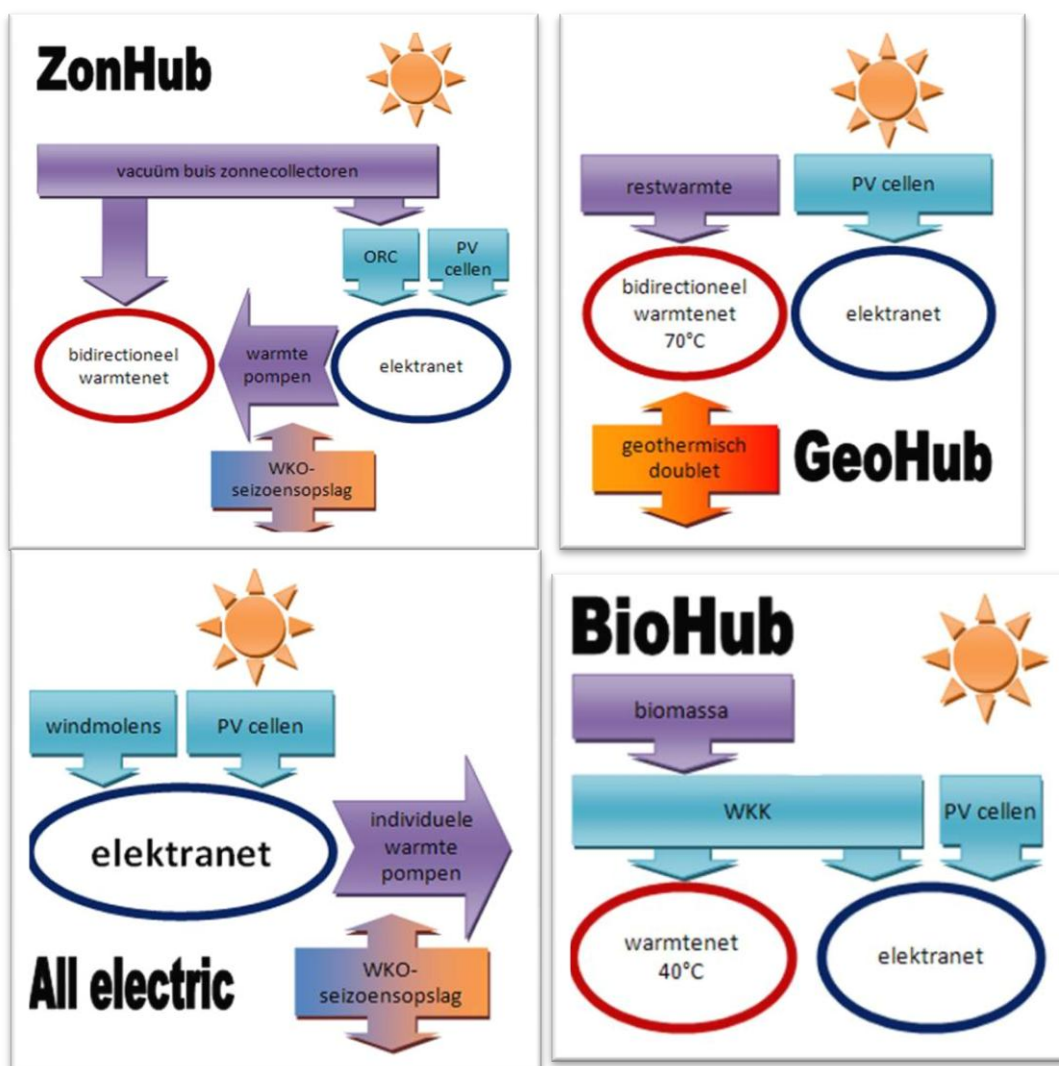 ZonHub
vacuüm buis zonnecollectoren
ORC
PV
cellen
bidirectioneel
warmtenet
warmte
pompen
elektranet
WKO-
seizoensopslag
restwarmte
PV cellen
bidirectioneel
warmtenet
70°C
elektranet
geothermisch
doublet
GeoHub
windmolens
PV cellen
elektranet
individuele
warmte
pompen
All electric
WKO-
seizoensopslag
BioHub
biomassa
WKK
PV cellen
warmtenet
40°C
elektranet